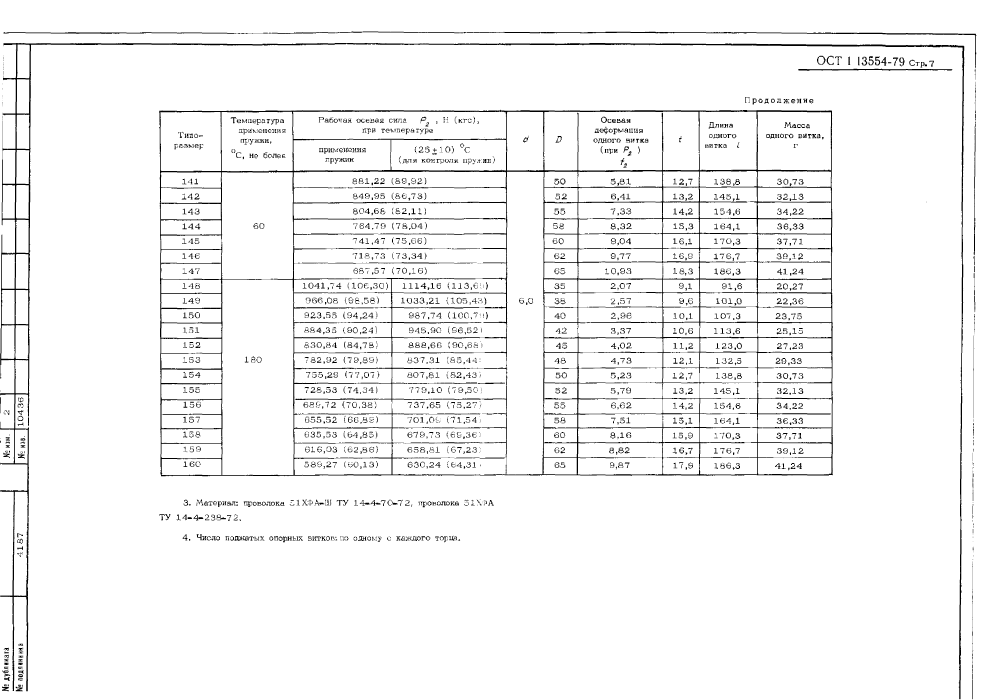 ОСТ 1 13554-79 Стр. 7
Продолжение
Типо-размер | Температура применения пружин, °С, не более | Рабочая осевая сила P₂, Н (кгс), при температуре | d | D | Осевая деформация одного витка (при P₂) f₂ | t | Длина одного витка l | Масса одного витка, г
применения пружин | (25±10) °С (для контроля пружин)
141 | 60 | 881,22 (89,92) | 6,0 | 50 | 5,81 | 12,7 | 138,8 | 30,73
142 | 849,95 (86,73) | 52 | 6,41 | 13,2 | 145,1 | 32,13
143 | 804,68 (82,11) | 55 | 7,33 | 14,2 | 154,6 | 34,22
144 | 764,79 (78,04) | 58 | 8,32 | 15,3 | 164,1 | 36,33
145 | 741,47 (75,66) | 60 | 9,04 | 16,1 | 170,3 | 37,71
146 | 718,73 (73,34) | 62 | 9,77 | 16,9 | 176,7 | 39,12
147 | 687,57 (70,16) | 65 | 10,93 | 18,3 | 186,3 | 41,24
148 | 180 | 1041,74 (106,30) | 1114,16 (113,69) | 35 | 2,07 | 9,1 | 91,6 | 20,27
149 | 966,08 (98,58) | 1033,21 (105,43) | 38 | 2,57 | 9,6 | 101,0 | 22,36
150 | 923,55 (94,24) | 987,74 (100,79) | 40 | 2,96 | 10,1 | 107,3 | 23,75
151 | 884,35 (90,24) | 945,90 (96,52) | 42 | 3,37 | 10,6 | 113,6 | 25,15
152 | 830,84 (84,78) | 888,66 (90,68) | 45 | 4,02 | 11,2 | 123,0 | 27,23
153 | 782,92 (79,89) | 837,31 (85,44) | 48 | 4,73 | 12,1 | 132,5 | 29,33
154 | 755,29 (77,07) | 807,81 (82,43) | 50 | 5,23 | 12,7 | 138,8 | 30,73
155 | 728,53 (74,34) | 779,10 (79,50) | 52 | 5,79 | 13,2 | 145,1 | 32,13
156 | 689,72 (70,38) | 737,65 (75,27) | 55 | 6,62 | 14,2 | 154,6 | 34,22
157 | 655,52 (66,89) | 701,09 (71,54) | 58 | 7,51 | 15,1 | 164,1 | 36,33
158 | 635,53 (64,85) | 679,73 (69,36) | 60 | 8,16 | 15,9 | 170,3 | 37,71
159 | 616,03 (62,86) | 658,81 (67,23) | 62 | 8,82 | 16,7 | 176,7 | 39,12
160 | 589,27 (60,13) | 630,24 (64,31) | 65 | 9,87 | 17,9 | 186,3 | 41,24
3. Материал: проволока 51ХФА-Ш ТУ 14-4-70-72, проволока 51ХФА
ТУ 14-4-238-72.
4. Число поджатых опорных витков: по одному с каждого торца.
№ изм. 2
№ изв. 10436
4187
№ дубликата
№ подлинника